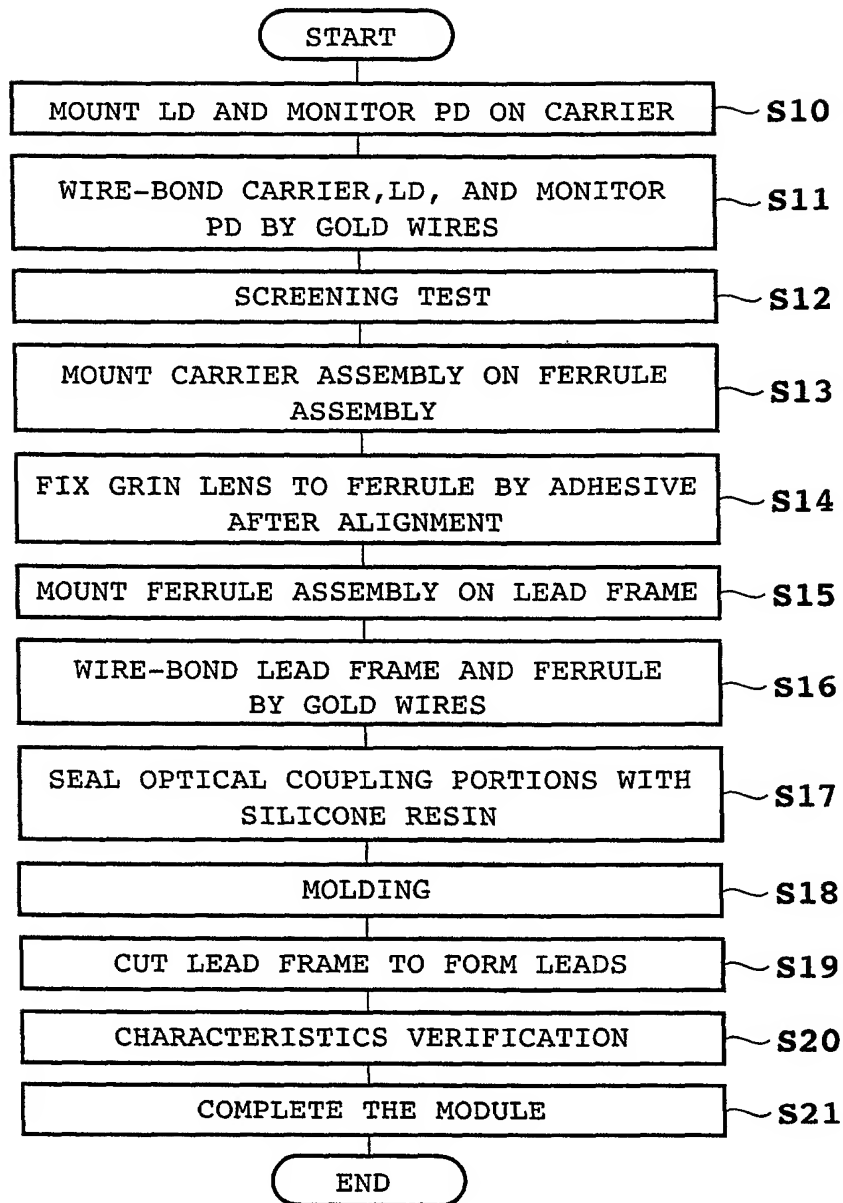 START
MOUNT LD AND MONITOR PD ON CARRIER S10
WIRE-BOND CARRIER,LD, AND MONITOR
PD BY GOLD WIRES S11
SCREENING TEST S12
MOUNT CARRIER ASSEMBLY ON FERRULE
ASSEMBLY S13
FIX GRIN LENS TO FERRULE BY ADHESIVE
AFTER ALIGNMENT S14
MOUNT FERRULE ASSEMBLY ON LEAD FRAME S15
WIRE-BOND LEAD FRAME AND FERRULE
BY GOLD WIRES S16
SEAL OPTICAL COUPLING PORTIONS WITH
SILICONE RESIN S17
MOLDING S18
CUT LEAD FRAME TO FORM LEADS S19
CHARACTERISTICS VERIFICATION S20
COMPLETE THE MODULE S21
END